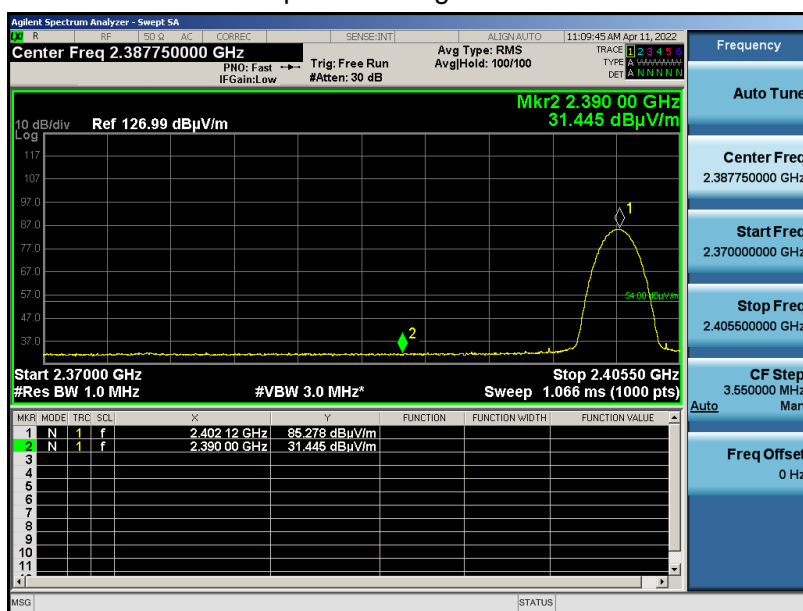 Agilent Spectrum Analyzer - Swept SA
LXI R RF 50 Ω AC CORREC SENSE:INT ALIGN AUTO 11:09:45 AM Apr 11, 2022
Center Freq 2.387750000 GHz
PNO: Fast
IFGain:Low
Trig: Free Run
#Atten: 30 dB
Avg Type: RMS
Avg|Hold: 100/100
TRACE 1 2 3 4 5 6
TYPE A WWWWW
DET A N N N N N
Mkr2 2.390 00 GHz
31.445 dBµV/m
10 dB/div Ref 126.99 dBµV/m
Log
117
107
97.0
87.0
77.0
67.0
57.0
47.0
37.0
1
54.00 dBµV/m
2
Start 2.37000 GHz Stop 2.40550 GHz
#Res BW 1.0 MHz #VBW 3.0 MHz* Sweep 1.066 ms (1000 pts)
MKR MODE TRC SCL X Y FUNCTION FUNCTION WIDTH FUNCTION VALUE
1 N 1 f 2.402 12 GHz 85.278 dBuV/m
2 N 1 f 2.390 00 GHz 31.445 dBuV/m
3
4
5
6
7
8
9
10
11
MSG STATUS
Frequency
Auto Tune
Center Freq
2.387750000 GHz
Start Freq
2.370000000 GHz
Stop Freq
2.405500000 GHz
CF Step
3.550000 MHz
Auto Man
Freq Offset
0 Hz